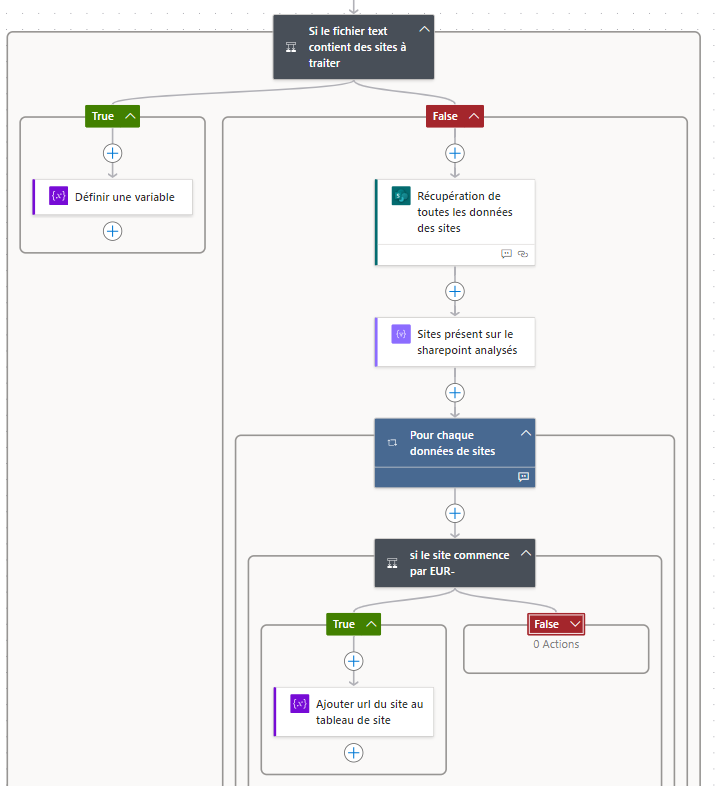 Si le fichier text
contient des sites à
traiter
True
False
Définir une variable
Récupération de
toutes les données
des sites
Sites présent sur le
sharepoint analysés
Pour chaque
données de sites
si le site commence
par EUR-
True
False
0 Actions
Ajouter url du site au
tableau de site